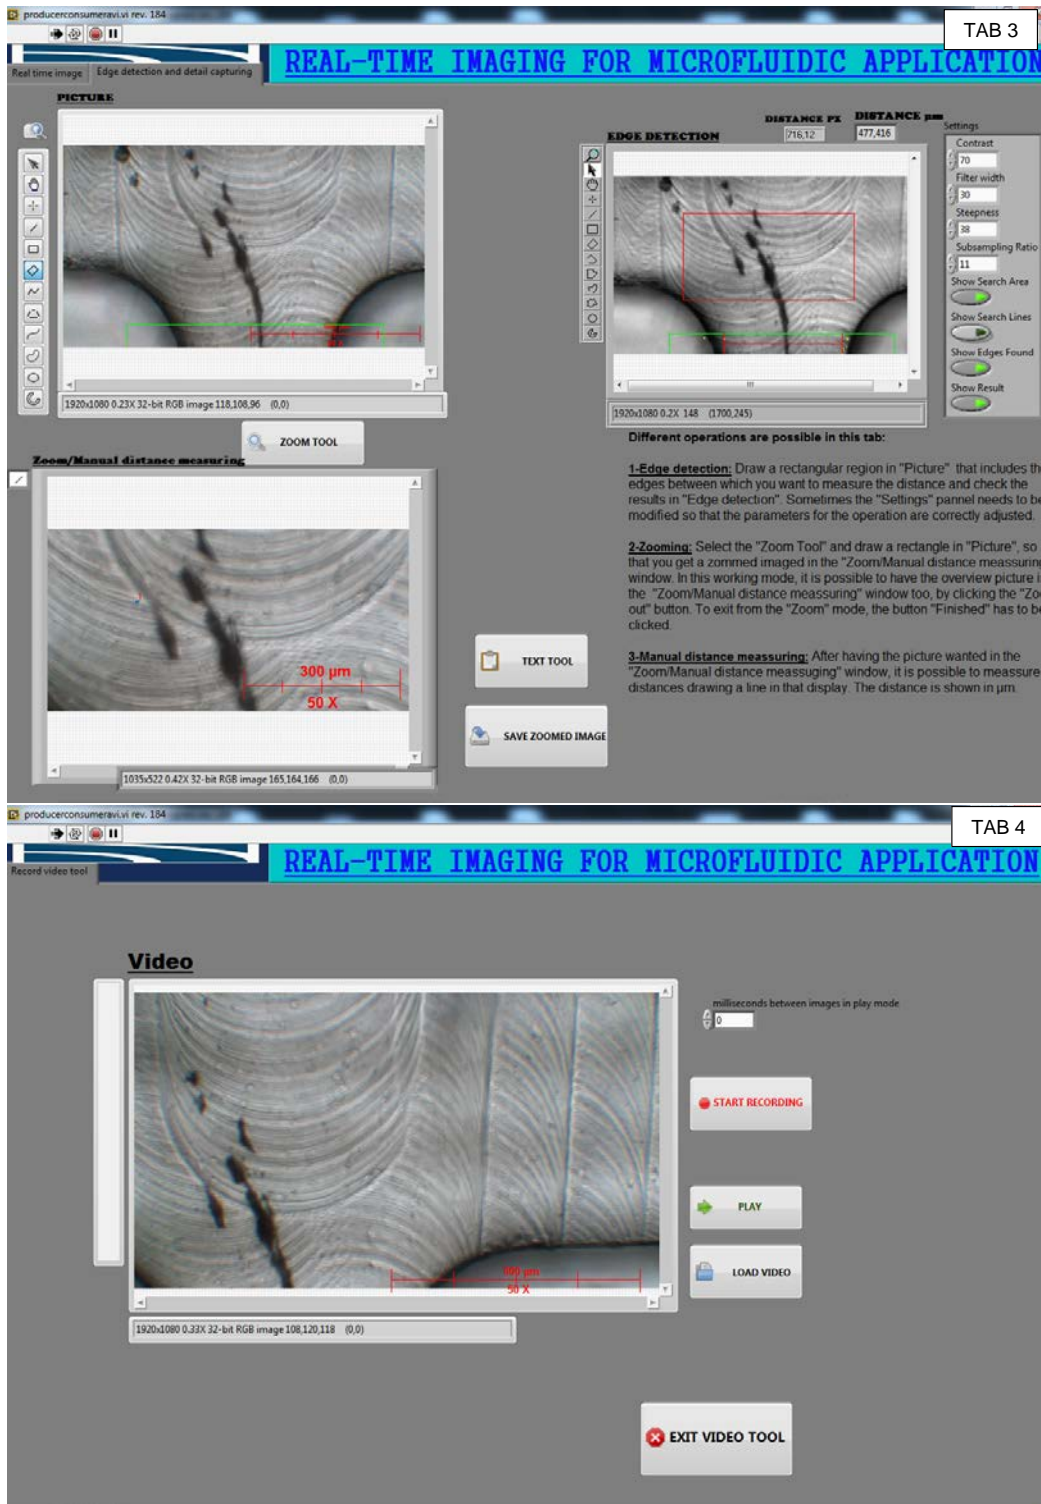 producerconsumeravi.vi rev. 184
TAB 3
REAL-TIME IMAGING FOR MICROFLUIDIC APPLICATION
Real time image
Edge detection and detail capturing
PICTURE
EDGE DETECTION
DISTANCE PX
716,12
DISTANCE µm
477,416
Settings
Contrast
70
Filter width
30
Steepness
38
Subsampling Ratio
11
Show Search Area
Show Search Lines
Show Edges Found
Show Result
1920x1080 0.23X 32-bit RGB image 118,108,96 (0,0)
1920x1080 0.2X 148 (1700,245)
ZOOM TOOL
Zoom/Manual distance measuring
300 µm
50 X
1035x522 0.42X 32-bit RGB image 165,164,166 (0,0)
TEXT TOOL
SAVE ZOOMED IMAGE
Different operations are possible in this tab:
1-Edge detection: Draw a rectangular region in "Picture" that includes th
edges between which you want to measure the distance and check the
results in "Edge detection". Sometimes the "Settings" pannel needs to be
modified so that the parameters for the operation are correctly adjusted.
2-Zooming: Select the "Zoom Tool" and draw a rectangle in "Picture", so
that you get a zommed imaged in the "Zoom/Manual distance meassuring
window. In this working mode, it is possible to have the overview picture i
the "Zoom/Manual distance meassuring" window too, by clicking the "Zo
out" button. To exit from the "Zoom" mode, the button "Finished" has to be
clicked.
3-Manual distance meassuring: After having the picture wanted in the
"Zoom/Manual distance meassuging" window, it is possible to meassure
distances drawing a line in that display. The distance is shown in µm.
producerconsumeravi.vi rev. 184
TAB 4
REAL-TIME IMAGING FOR MICROFLUIDIC APPLICATION
Record video tool
Video
milliseconds between images in play mode
0
START RECORDING
PLAY
LOAD VIDEO
µm
50 X
1920x1080 0.33X 32-bit RGB image 108,120,118 (0,0)
EXIT VIDEO TOOL